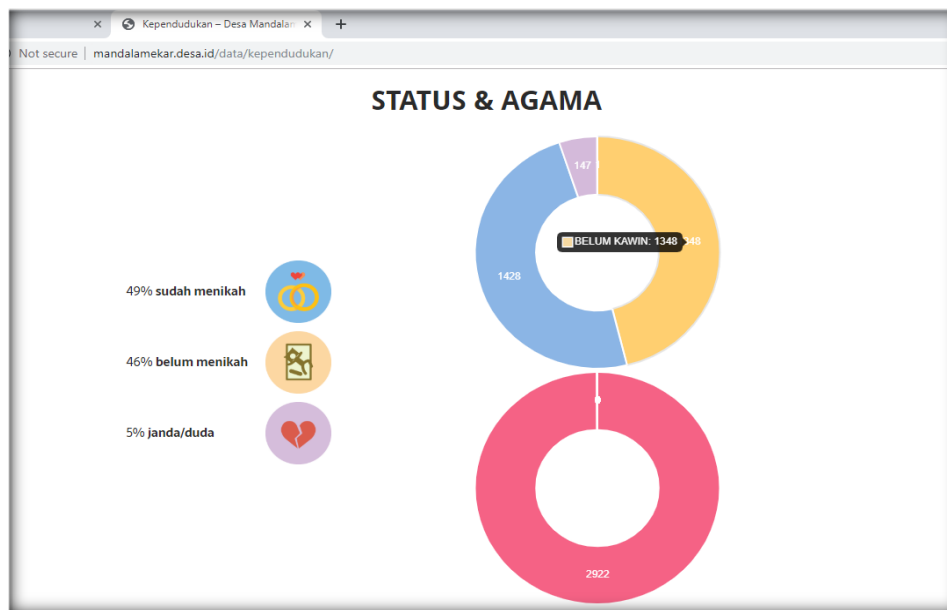 Kependudukan – Desa Mandalam
Not secure | mandalamekar.desa.id/data/kependudukan/
STATUS & AGAMA
147
BELUM KAWIN: 1348
1428
49% sudah menikah
46% belum menikah
5% janda/duda
0
2922